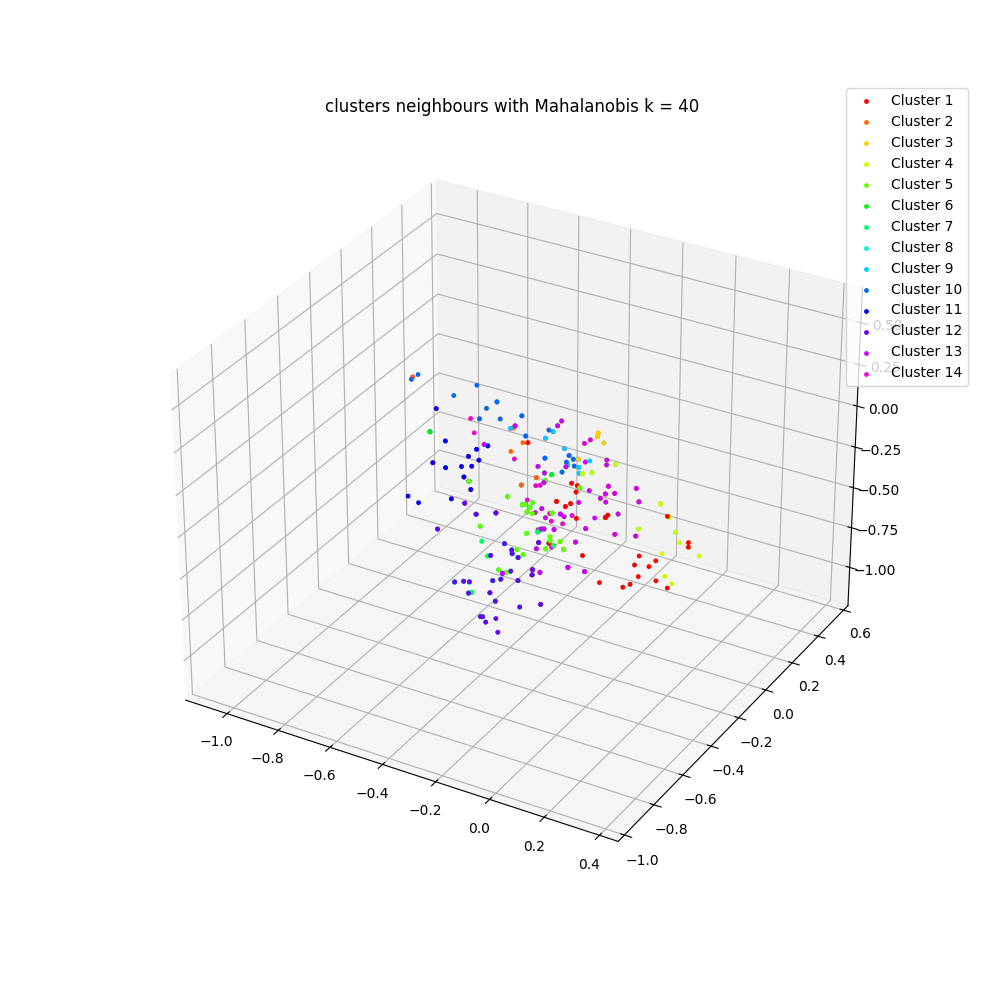 clusters neighbours with Mahalanobis k = 40
Cluster 1
Cluster 2
Cluster 3
Cluster 4
Cluster 5
Cluster 6
Cluster 7
Cluster 8
Cluster 9
Cluster 10
Cluster 11
Cluster 12
Cluster 13
Cluster 14
0.50
0.25
0.00
−0.25
−0.50
−0.75
−1.00
0.6
0.4
0.2
0.0
−0.2
−0.4
−0.6
−0.8
−1.0
−1.0
−0.8
−0.6
−0.4
−0.2
0.0
0.2
0.4